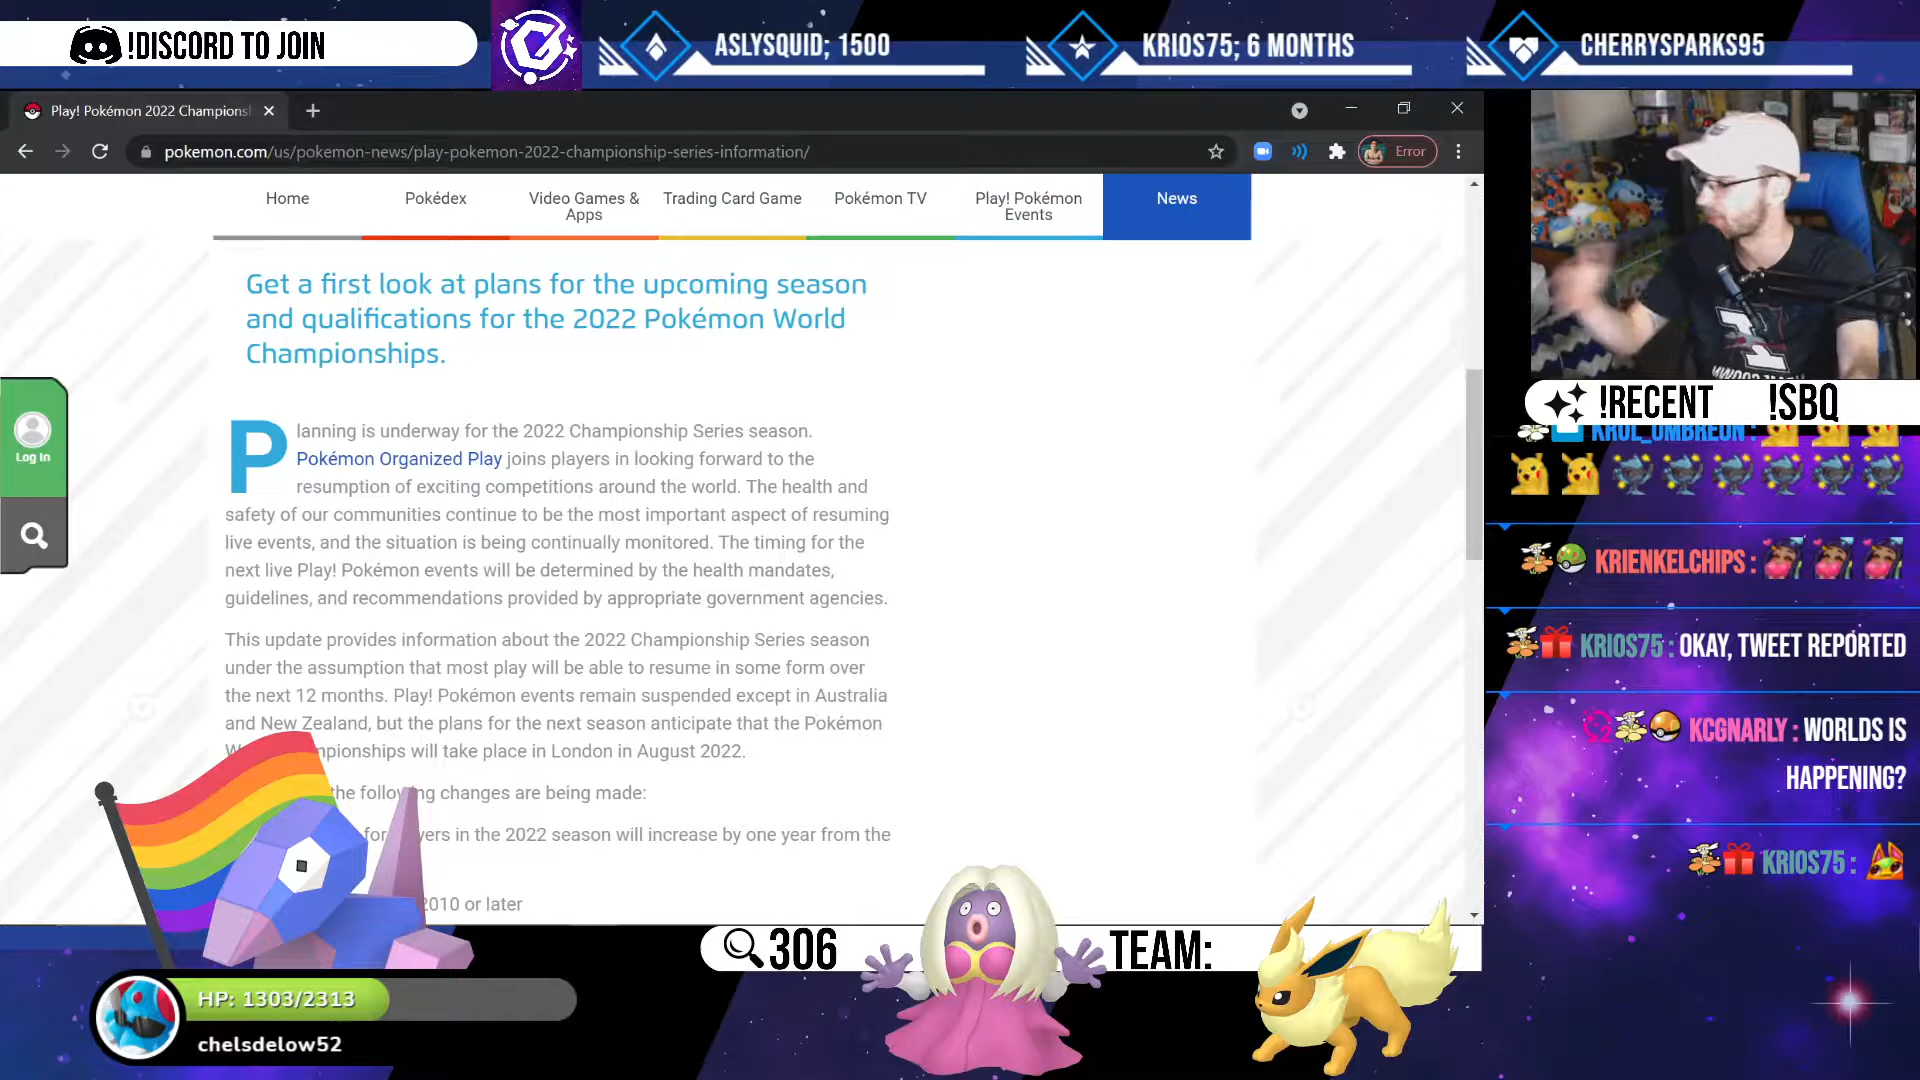 !DISCORD TO JOIN
ASLYSQUID; 1500
KRIOS75; 6 MONTHS
CHERRYSPARKS95
Play! Pokémon 2022 Champions
pokemon.com/us/pokemon-news/play-pokemon-2022-championship-series-information/
Error
Home
Pokédex
Video Games & Apps
Trading Card Game
Pokémon TV
Play! Pokémon Events
News
Get a first look at plans for the upcoming season
and qualifications for the 2022 Pokémon World
Championships.
Log In
Planning is underway for the 2022 Championship Series season.
Pokémon Organized Play joins players in looking forward to the
resumption of exciting competitions around the world. The health and
safety of our communities continue to be the most important aspect of resuming
live events, and the situation is being continually monitored. The timing for the
next live Play! Pokémon events will be determined by the health mandates,
guidelines, and recommendations provided by appropriate government agencies.
This update provides information about the 2022 Championship Series season
under the assumption that most play will be able to resume in some form over
the next 12 months. Play! Pokémon events remain suspended except in Australia
and New Zealand, but the plans for the next season anticipate that the Pokémon
will take place in London in August 2022.
the following changes are being made:
in the 2022 season will increase by one year from the
2010 or later
!RECENT
!SBQ
KROL_UMBREON :
KRIENKELCHIPS :
KRIOS75 : OKAY, TWEET REPORTED
KCGNARLY : WORLDS IS
HAPPENING?
KRIOS75 :
306
TEAM:
HP: 1303/2313
chelsdelow52